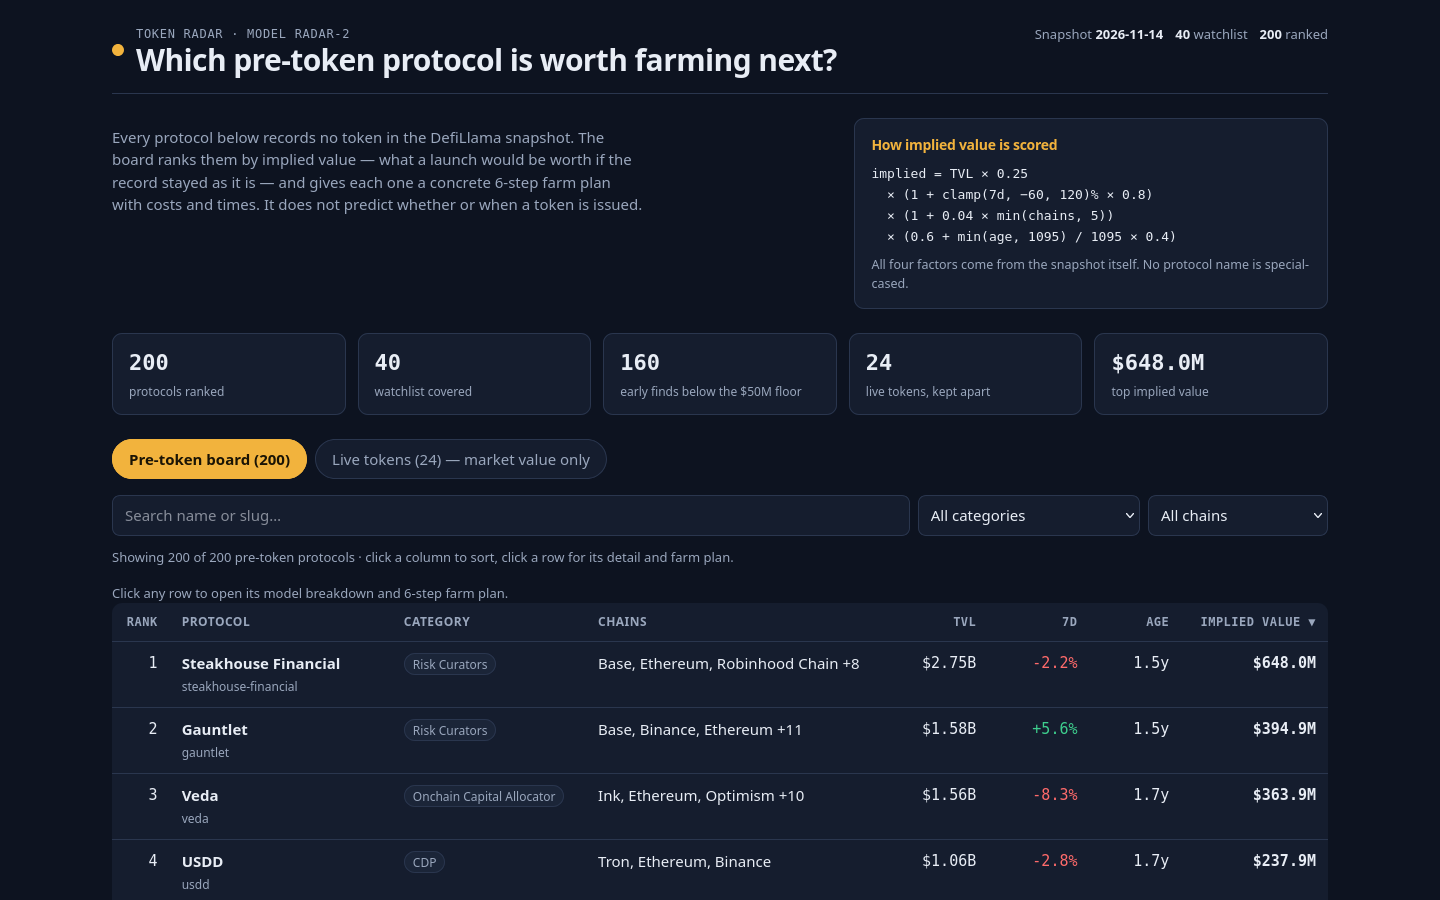 TOKEN RADAR · MODEL RADAR-2
Which pre-token protocol is worth farming next?
Snapshot 2026-11-14 40 watchlist 200 ranked
Every protocol below records no token in the DefiLlama snapshot. The
board ranks them by implied value — what a launch would be worth if the
record stayed as it is — and gives each one a concrete 6-step farm plan
with costs and times. It does not predict whether or when a token is issued.
How implied value is scored
implied = TVL × 0.25
× (1 + clamp(7d, −60, 120)% × 0.8)
× (1 + 0.04 × min(chains, 5))
× (0.6 + min(age, 1095) / 1095 × 0.4)
All four factors come from the snapshot itself. No protocol name is special-
cased.
200
protocols ranked
40
watchlist covered
160
early finds below the $50M floor
24
live tokens, kept apart
$648.0M
top implied value
Pre-token board (200)
Live tokens (24) — market value only
Search name or slug...
All categories
All chains
Showing 200 of 200 pre-token protocols · click a column to sort, click a row for its detail and farm plan.
Click any row to open its model breakdown and 6-step farm plan.
RANK PROTOCOL CATEGORY CHAINS TVL 7D AGE IMPLIED VALUE ▼
1 Steakhouse Financial Risk Curators Base, Ethereum, Robinhood Chain +8 $2.75B -2.2% 1.5y $648.0M
steakhouse-financial
2 Gauntlet Risk Curators Base, Binance, Ethereum +11 $1.58B +5.6% 1.5y $394.9M
gauntlet
3 Veda Onchain Capital Allocator Ink, Ethereum, Optimism +10 $1.56B -8.3% 1.7y $363.9M
veda
4 USDD CDP Tron, Ethereum, Binance $1.06B -2.8% 1.7y $237.9M
usdd